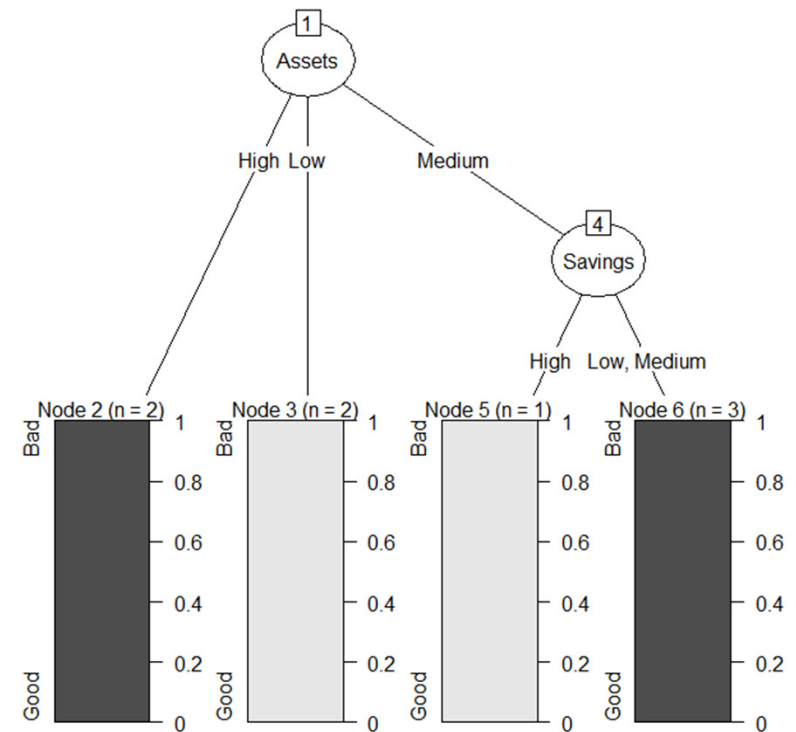 1
Assets
High Low Medium
4
Savings
High Low, Medium
Node 2 (n = 2) Node 3 (n = 2) Node 5 (n = 1) Node 6 (n = 3)
Bad 1 Bad 1 Bad 1 Bad 1
0.8 0.8 0.8 0.8
0.6 0.6 0.6 0.6
0.4 0.4 0.4 0.4
0.2 0.2 0.2 0.2
Good 0 Good 0 Good 0 Good 0